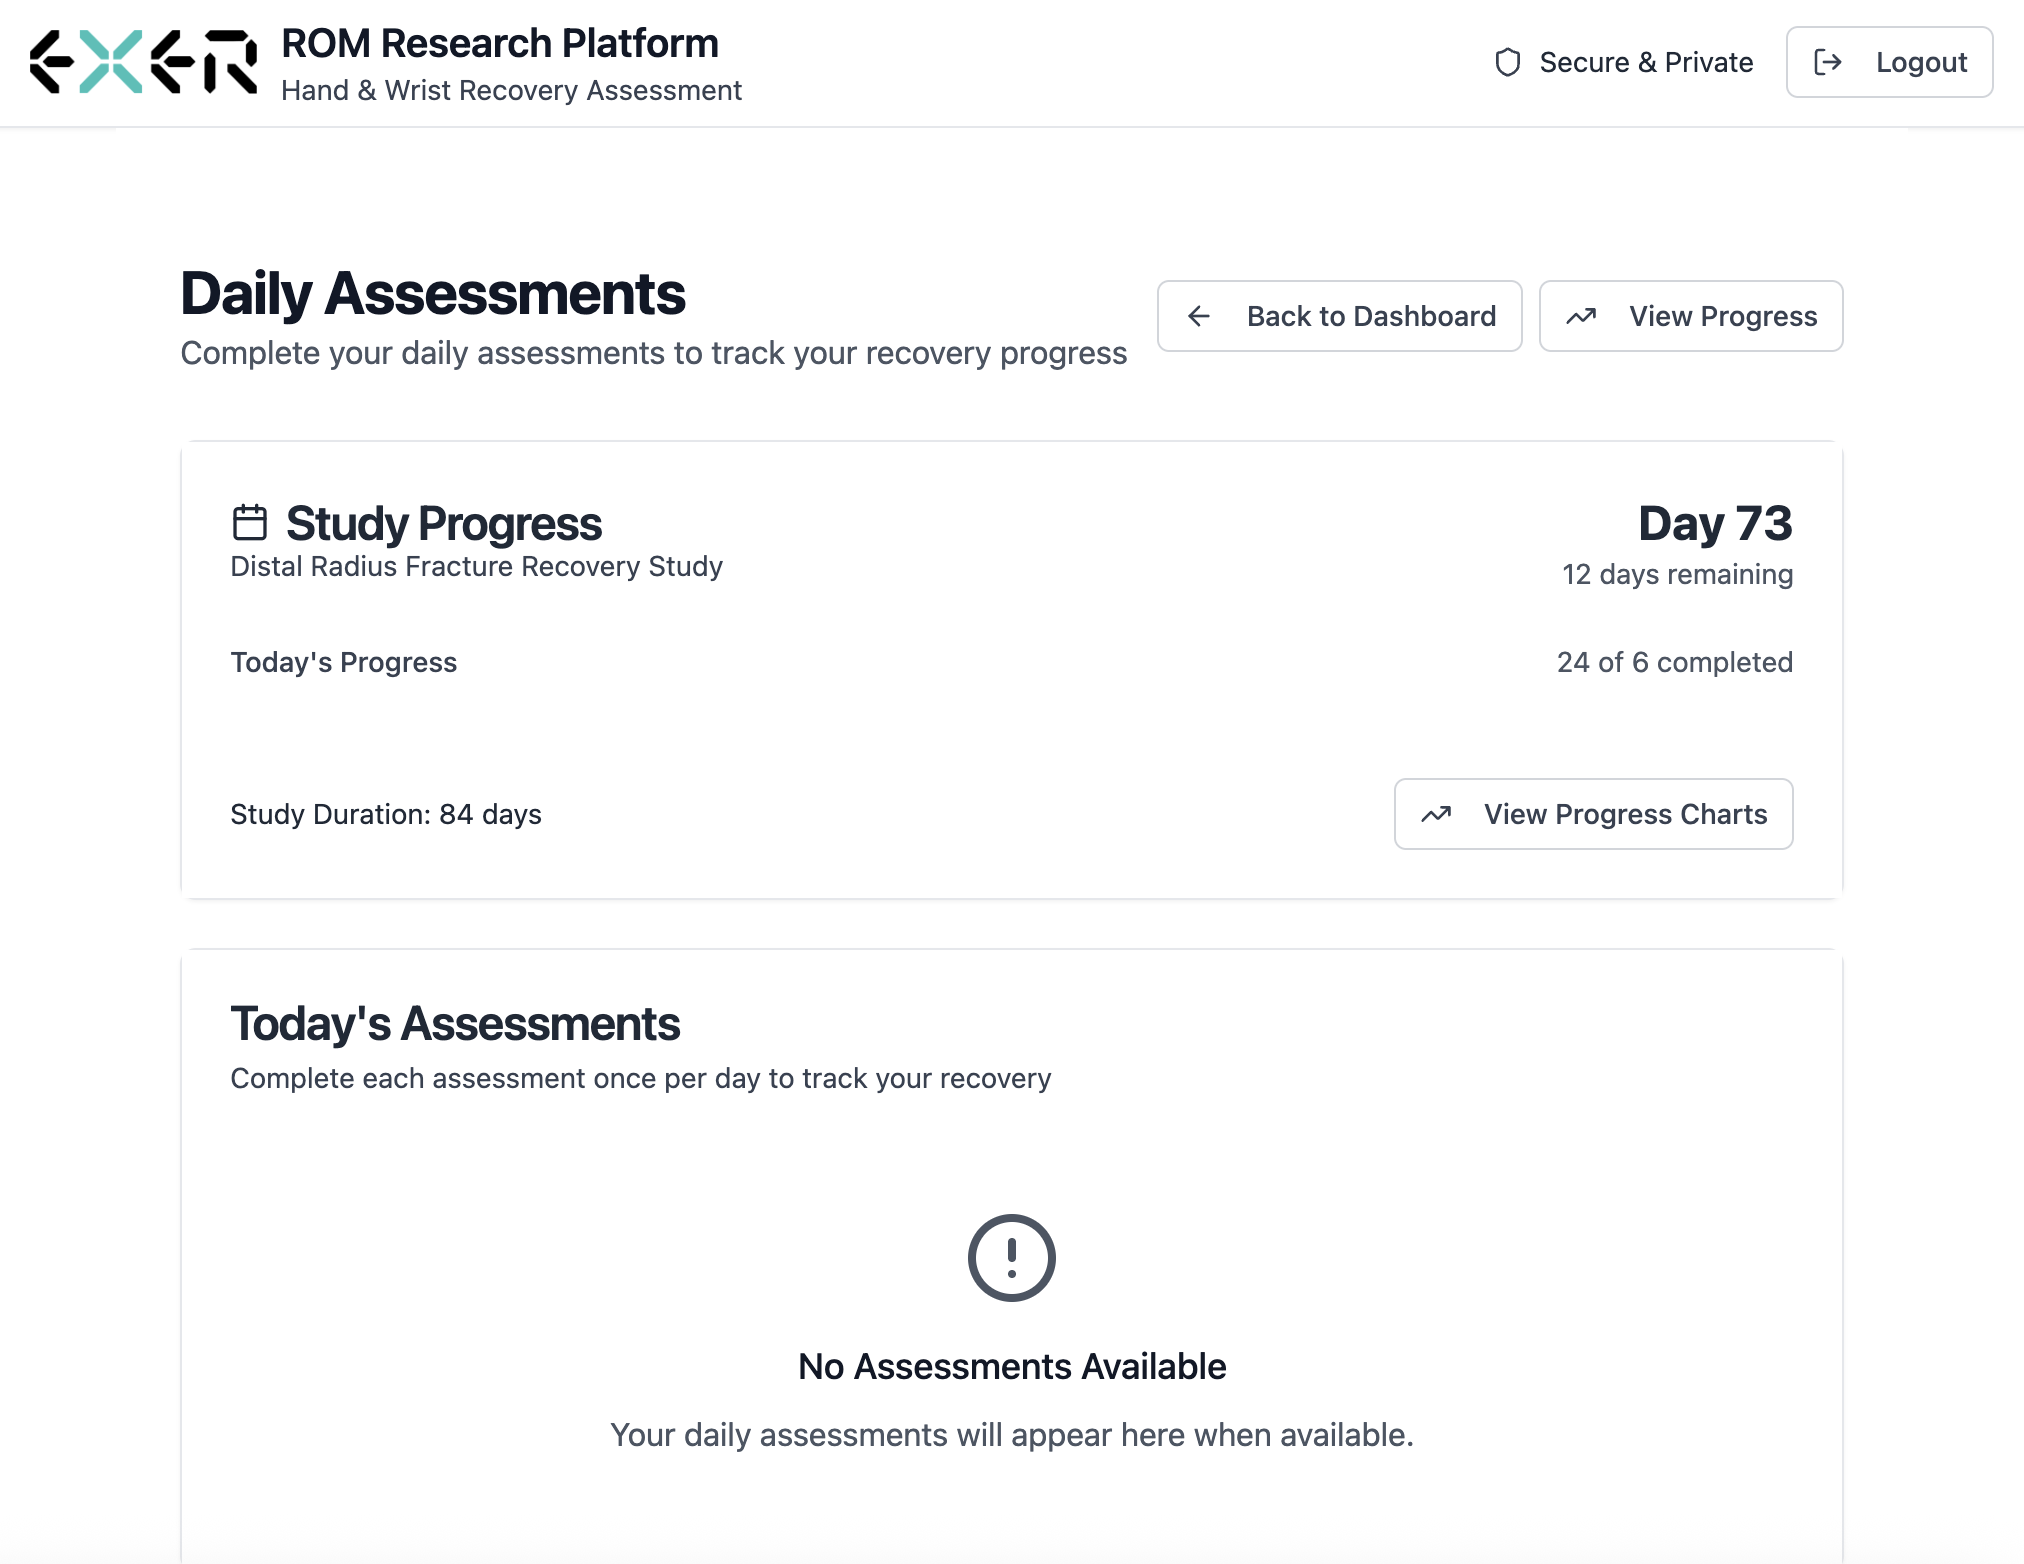 EXER
ROM Research Platform
Hand & Wrist Recovery Assessment
Secure & Private
Logout
Daily Assessments
Complete your daily assessments to track your recovery progress
Back to Dashboard
View Progress
Study Progress
Distal Radius Fracture Recovery Study
Day 73
12 days remaining
Today's Progress
24 of 6 completed
Study Duration: 84 days
View Progress Charts
Today's Assessments
Complete each assessment once per day to track your recovery
No Assessments Available
Your daily assessments will appear here when available.